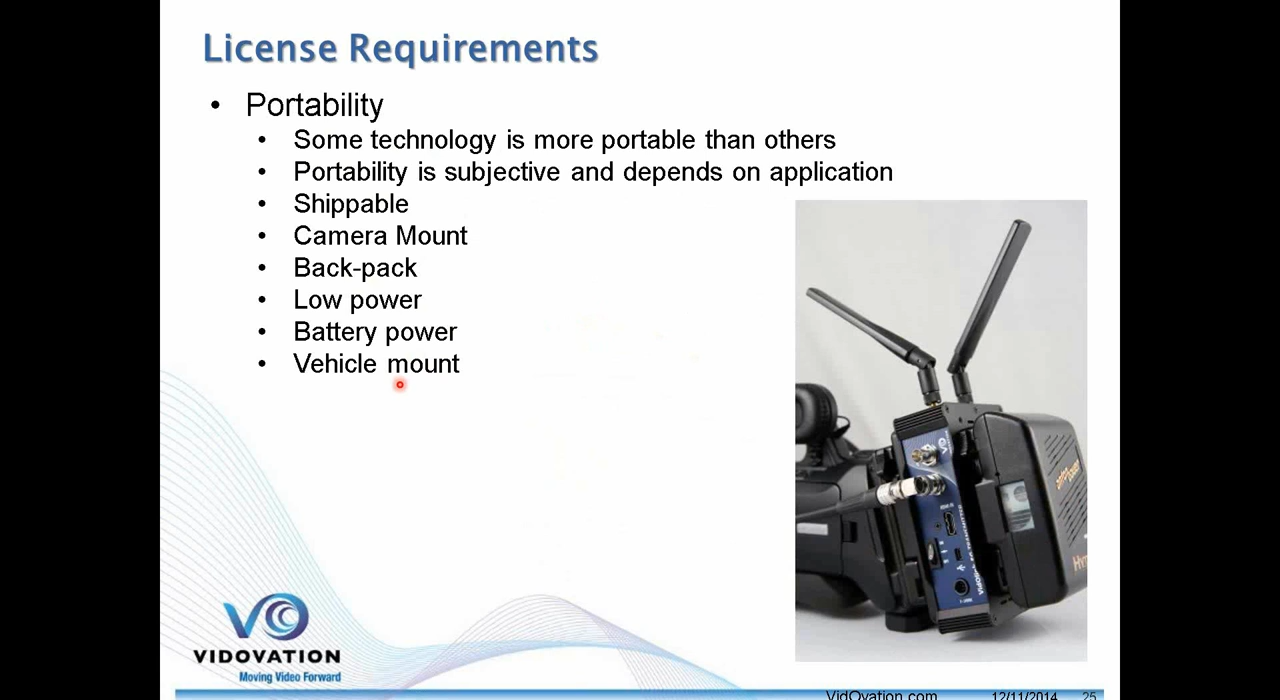 License Requirements
• Portability
• Some technology is more portable than others
• Portability is subjective and depends on application
• Shippable
• Camera Mount
• Back-pack
• Low power
• Battery power
• Vehicle mount
VO
VIDOVATION
Moving Video Forward
VidOvation.com 12/11/2014 25